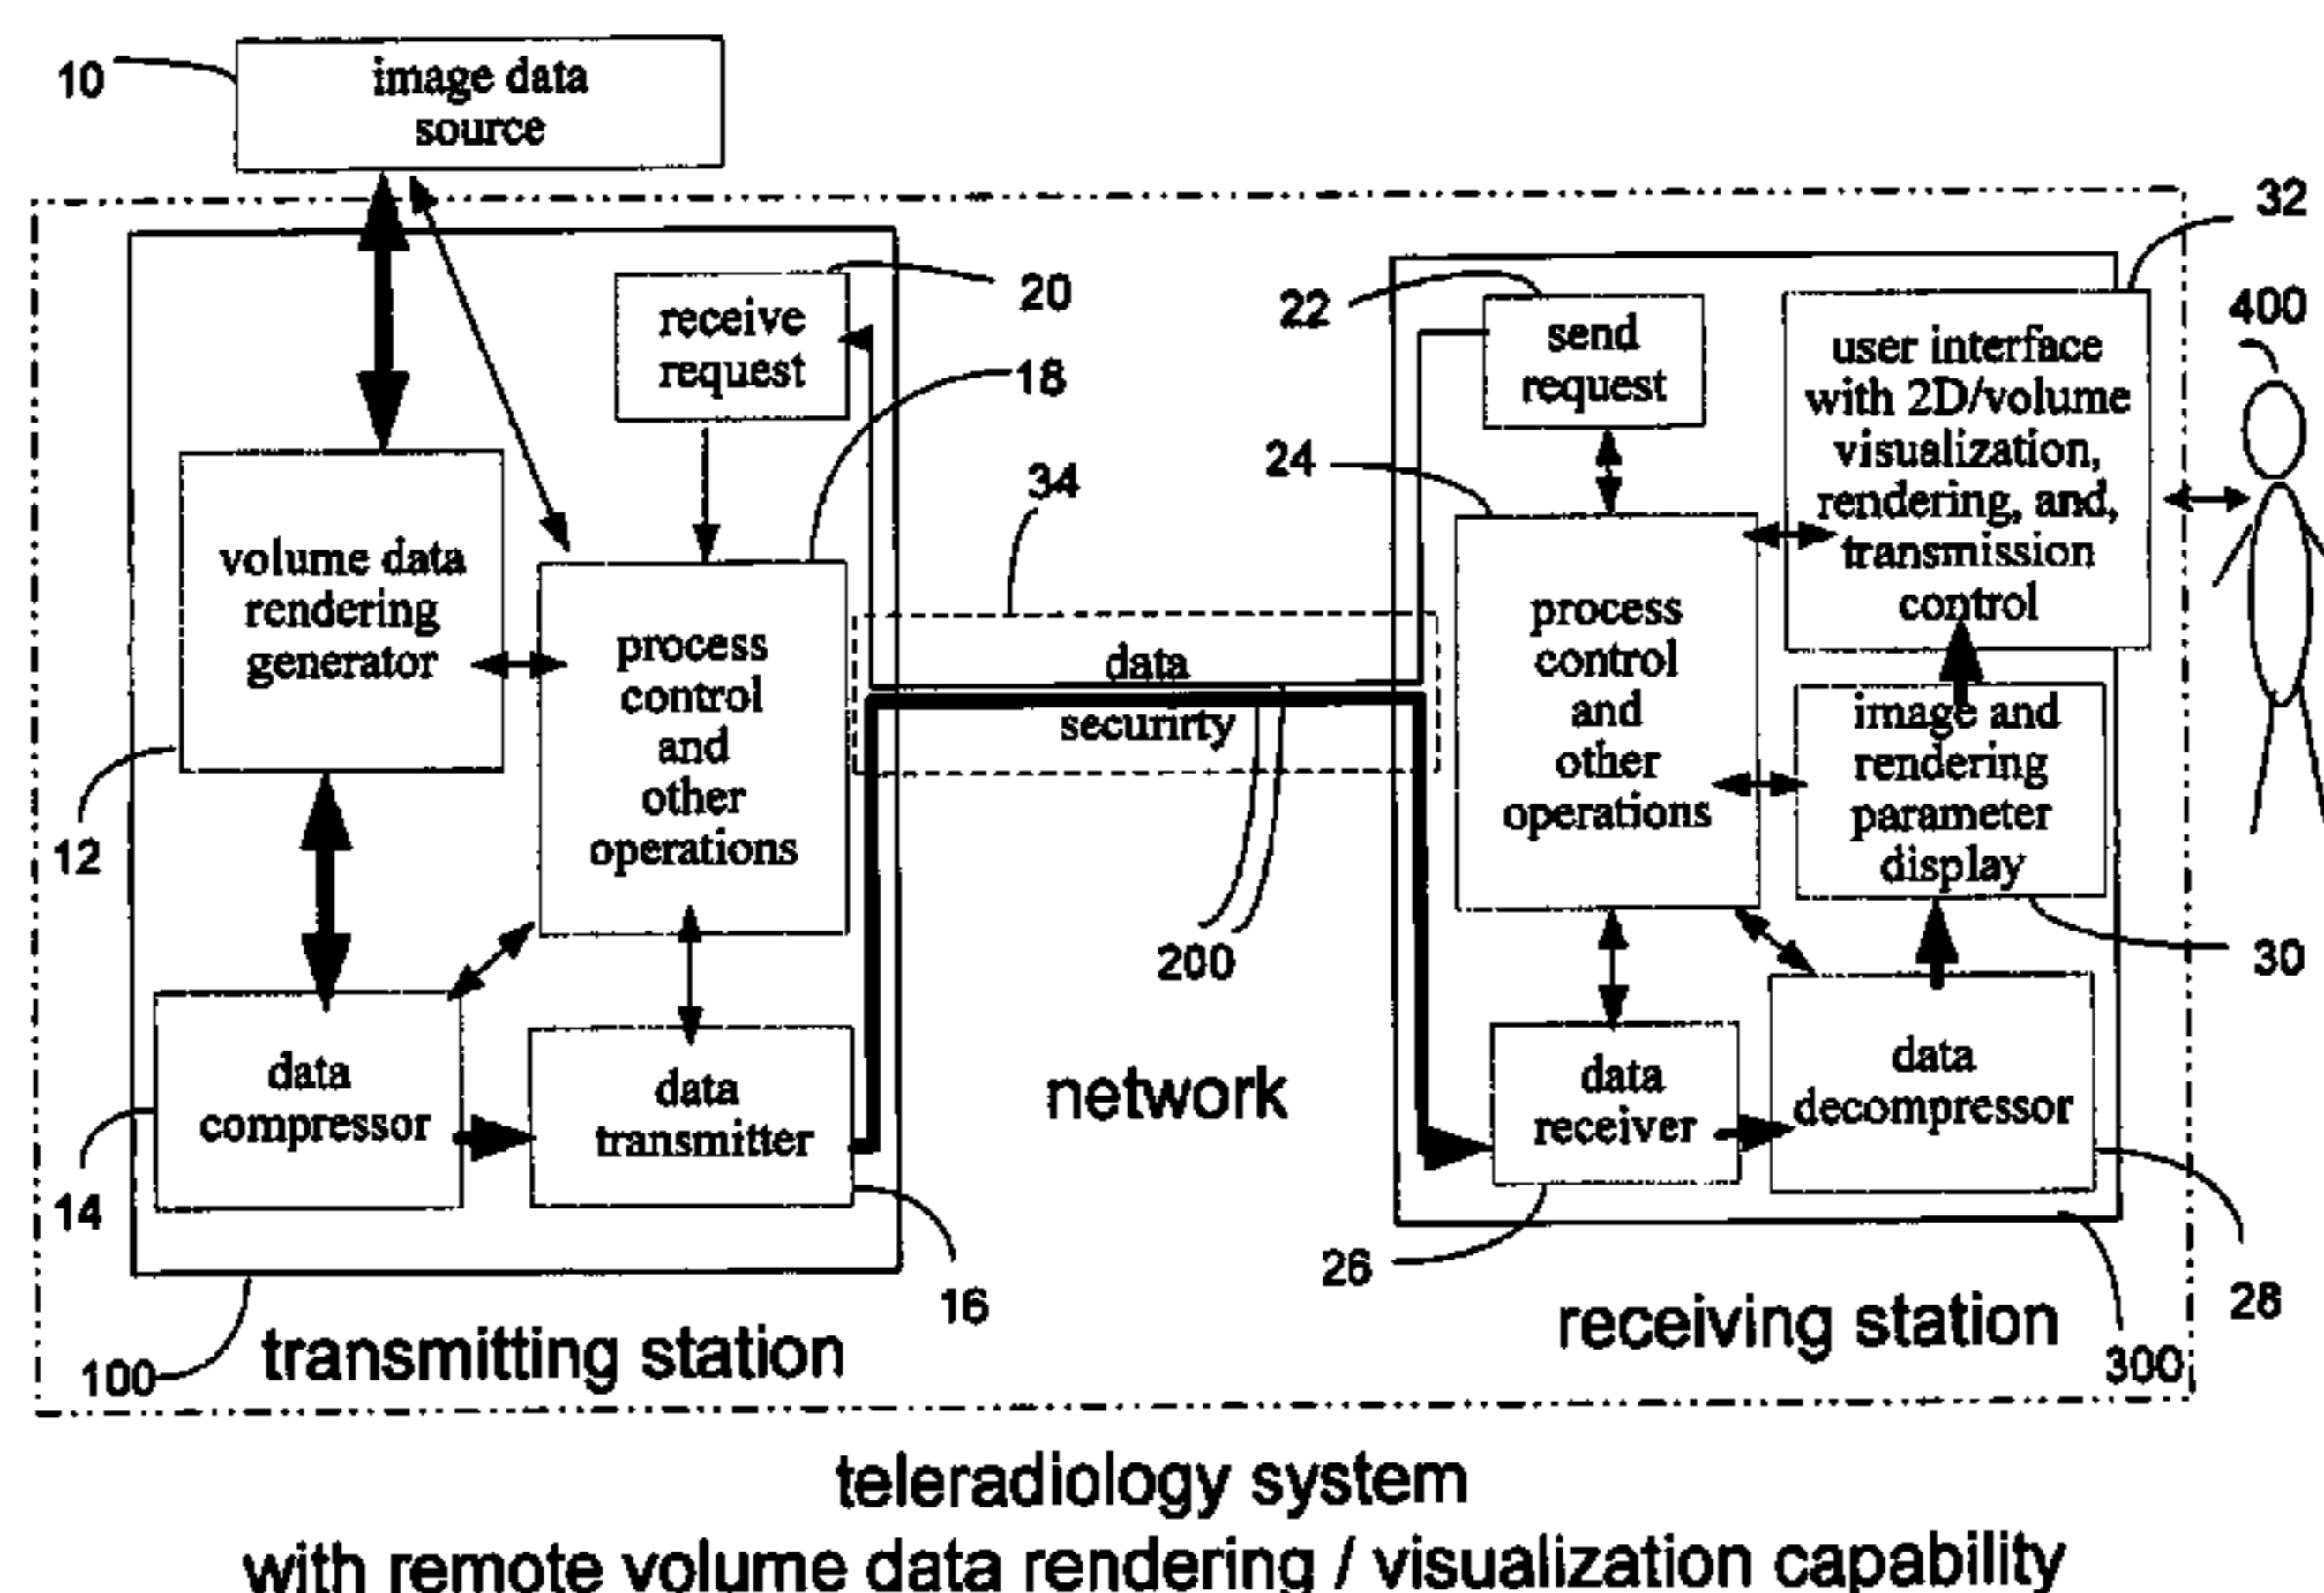 10
image data
source
32
20
receive
request
22
send
request
400
user interface
with 2D/volume
visualization,
rendering, and,
transmission
control
18
24
34
volume data
rendering
generator
process
control
and
other
operations
data
securirty
process
control
and
other
operations
image and
rendering
parameter
display
12
200
30
data
compressor
data
transmitter
network
data
receiver
data
decompressor
14
16
26
28
100
transmitting station
receiving station
300
teleradiology system
with remote volume data rendering / visualization capability